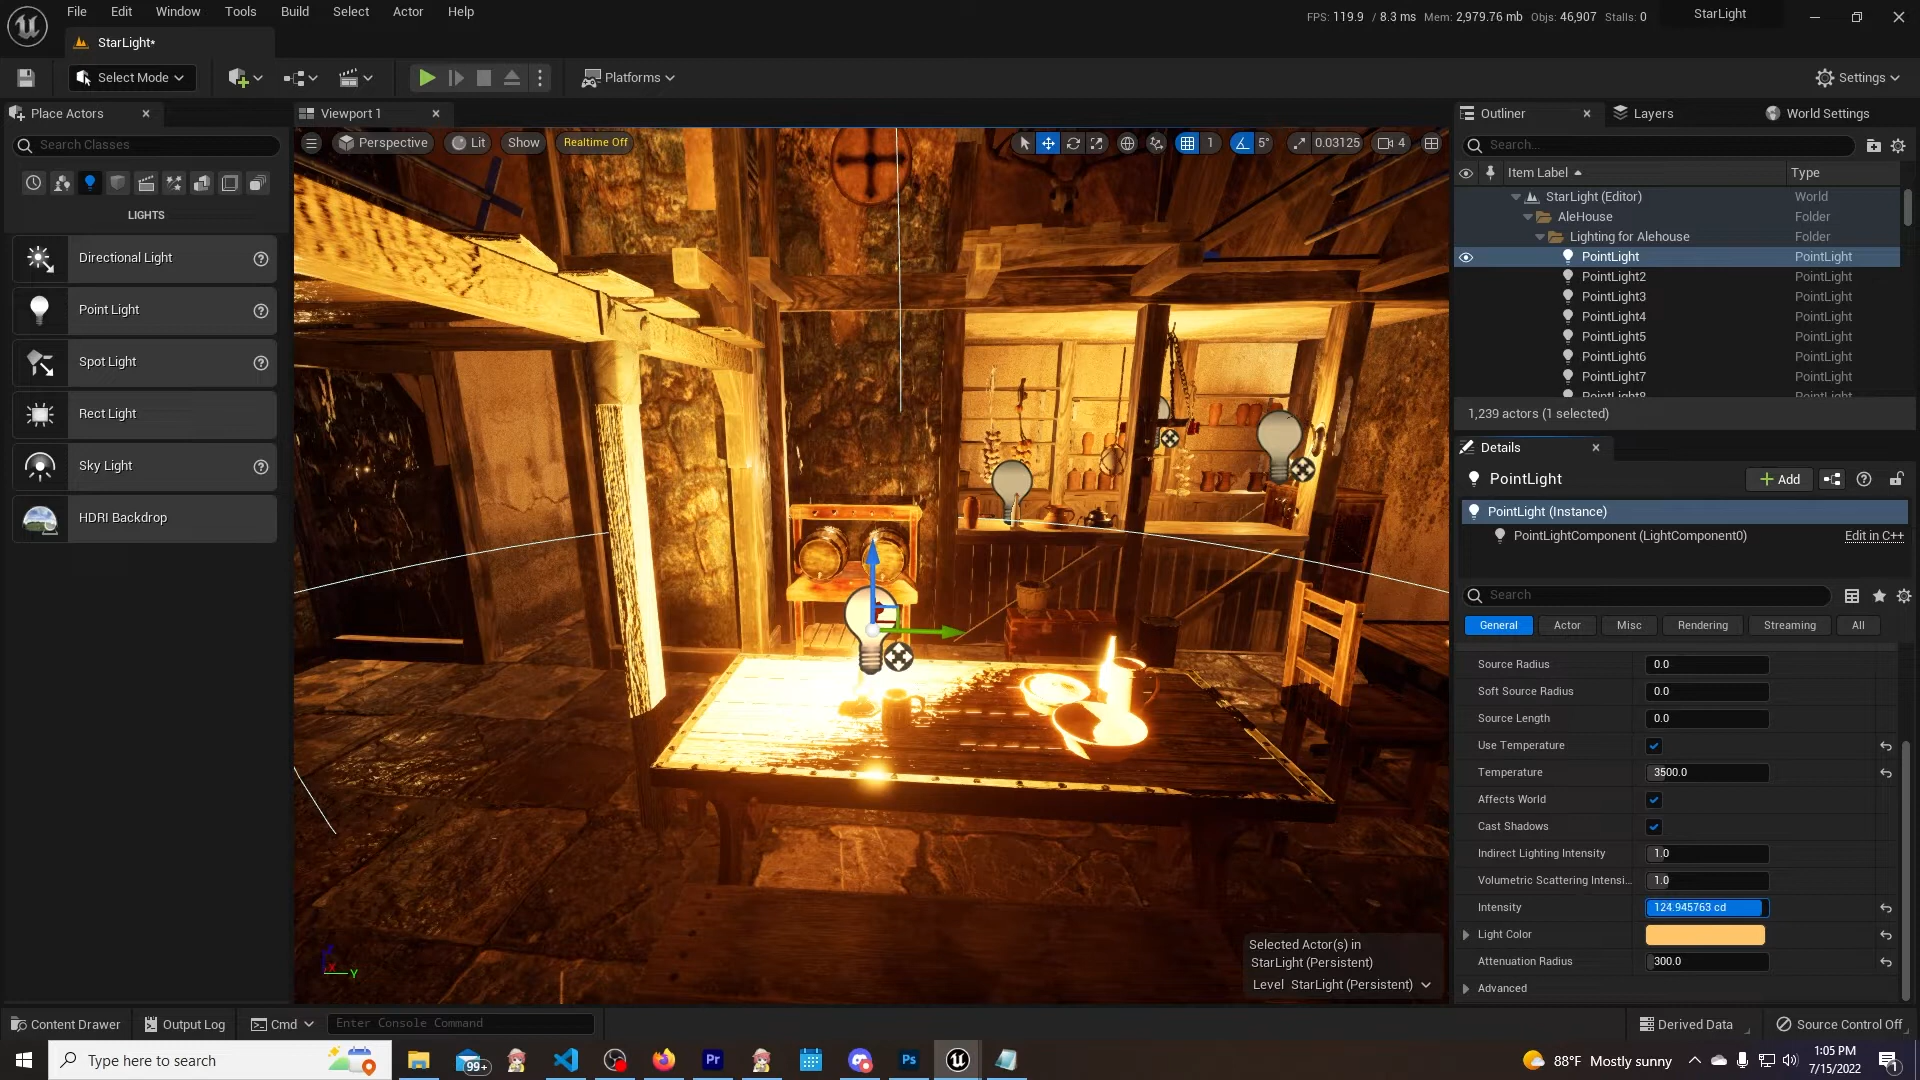 File Edit Window Tools Build Select Actor Help
FPS: 119.9 / 8.3 ms Mem: 2,979.76 mb Objs: 46,907 Stalls: 0
StarLight
StarLight*
Select Mode
Platforms
Settings
Place Actors
Search Classes
LIGHTS
Directional Light
Point Light
Spot Light
Rect Light
Sky Light
HDRI Backdrop
Viewport 1
Perspective Lit Show Realtime Off
1 5° 0.03125 4
Selected Actor(s) in
StarLight (Persistent)
Level StarLight (Persistent)
Outliner Layers World Settings
Search...
Item Label Type
StarLight (Editor) World
AleHouse Folder
Lighting for Alehouse Folder
PointLight PointLight
PointLight2 PointLight
PointLight3 PointLight
PointLight4 PointLight
PointLight5 PointLight
PointLight6 PointLight
PointLight7 PointLight
PointLight8 PointLight
1,239 actors (1 selected)
Details
PointLight
Add
PointLight (Instance)
PointLightComponent (LightComponent0) Edit in C++
Search
General Actor Misc Rendering Streaming All
Source Radius 0.0
Soft Source Radius 0.0
Source Length 0.0
Use Temperature
Temperature 3500.0
Affects World
Cast Shadows
Indirect Lighting Intensity 1.0
Volumetric Scattering Intensi... 1.0
Intensity 124.945763 cd
Light Color
Attenuation Radius 300.0
Advanced
Content Drawer Output Log Cmd Enter Console Command
Derived Data Source Control Off
Type here to search
99+
Pr
Ps
88°F Mostly sunny
1:05 PM
7/15/2022
1
X Y